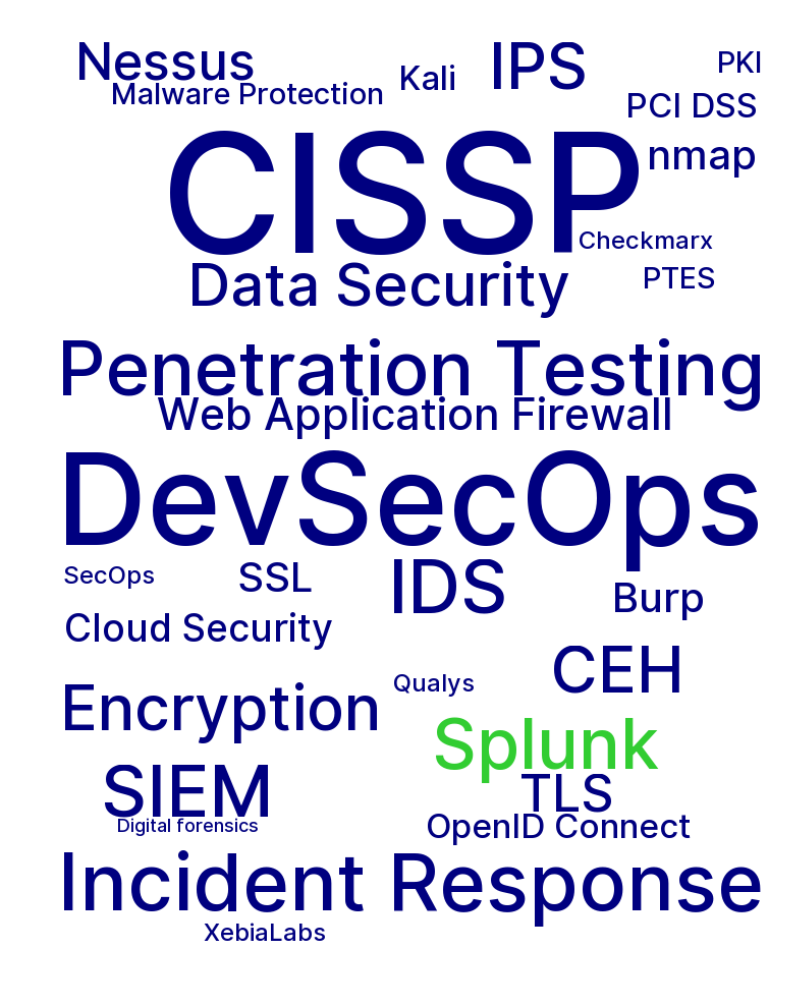 Nessus
IPS
PKI
Kali
Malware Protection
PCI DSS
CISSP
nmap
Checkmarx
Data Security
PTES
Penetration Testing
Web Application Firewall
DevSecOps
SecOps
SSL
IDS
Burp
Cloud Security
CEH
Qualys
Encryption
Splunk
SIEM
TLS
Digital forensics
OpenID Connect
Incident Response
XebiaLabs